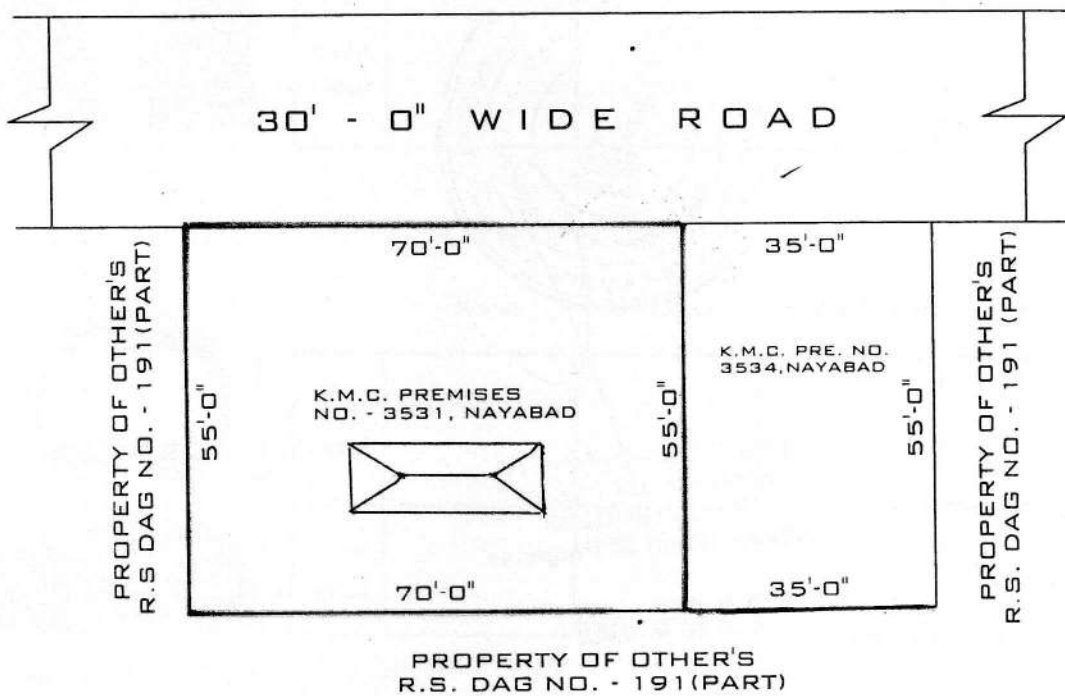 30' - 0" WIDE ROAD
70'-0"
35'-0"
PROPERTY OF OTHER'S
R.S DAG NO. - 191(PART)
55'-0"
K.M.C. PREMISES
NO. - 3531, NAYABAD
55'-0"
K.M.C. PRE. NO.
3534,NAYABAD
55'-0"
PROPERTY OF OTHER'S
R.S. DAG NO. - 191 (PART)
70'-0"
35'-0"
PROPERTY OF OTHER'S
R.S. DAG NO. - 191(PART)